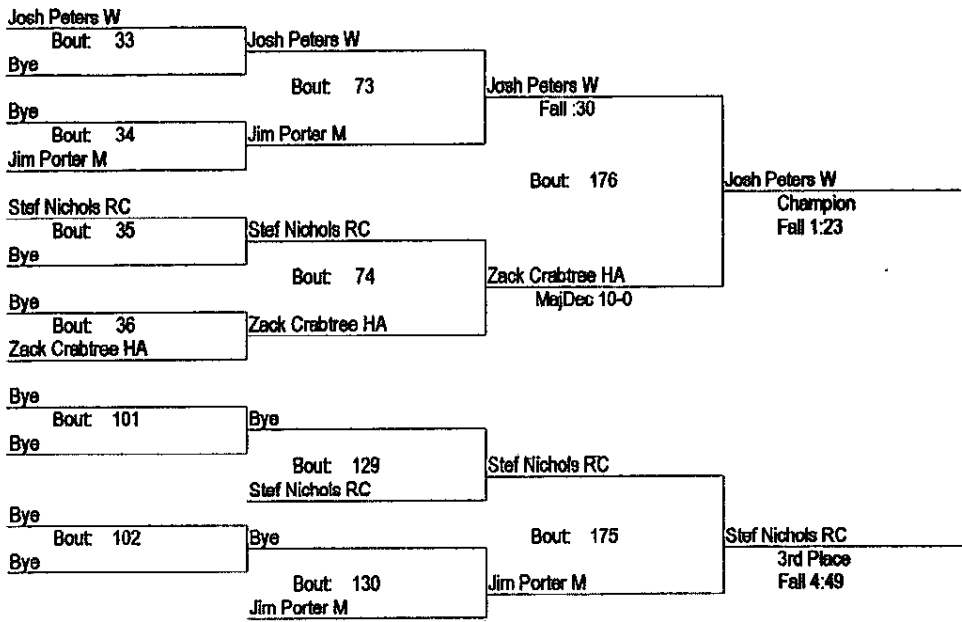 Josh Peters W
Bout: 33
Josh Peters W
Bye
Bout: 73
Josh Peters W
Fall :30
Bye
Bout: 34
Jim Porter M
Jim Porter M
Bout: 176
Josh Peters W
Champion
Fall 1:23
Stef Nichols RC
Bout: 35
Stef Nichols RC
Bye
Bout: 74
Zack Crabtree HA
MajDec 10-0
Bye
Bout: 36
Zack Crabtree HA
Zack Crabtree HA
Bye
Bout: 101
Bye
Bye
Bout: 129
Stef Nichols RC
Stef Nichols RC
Bye
Bout: 102
Bye
Bye
Bout: 175
Stef Nichols RC
3rd Place
Fall 4:49
Bout: 130
Jim Porter M
Jim Porter M